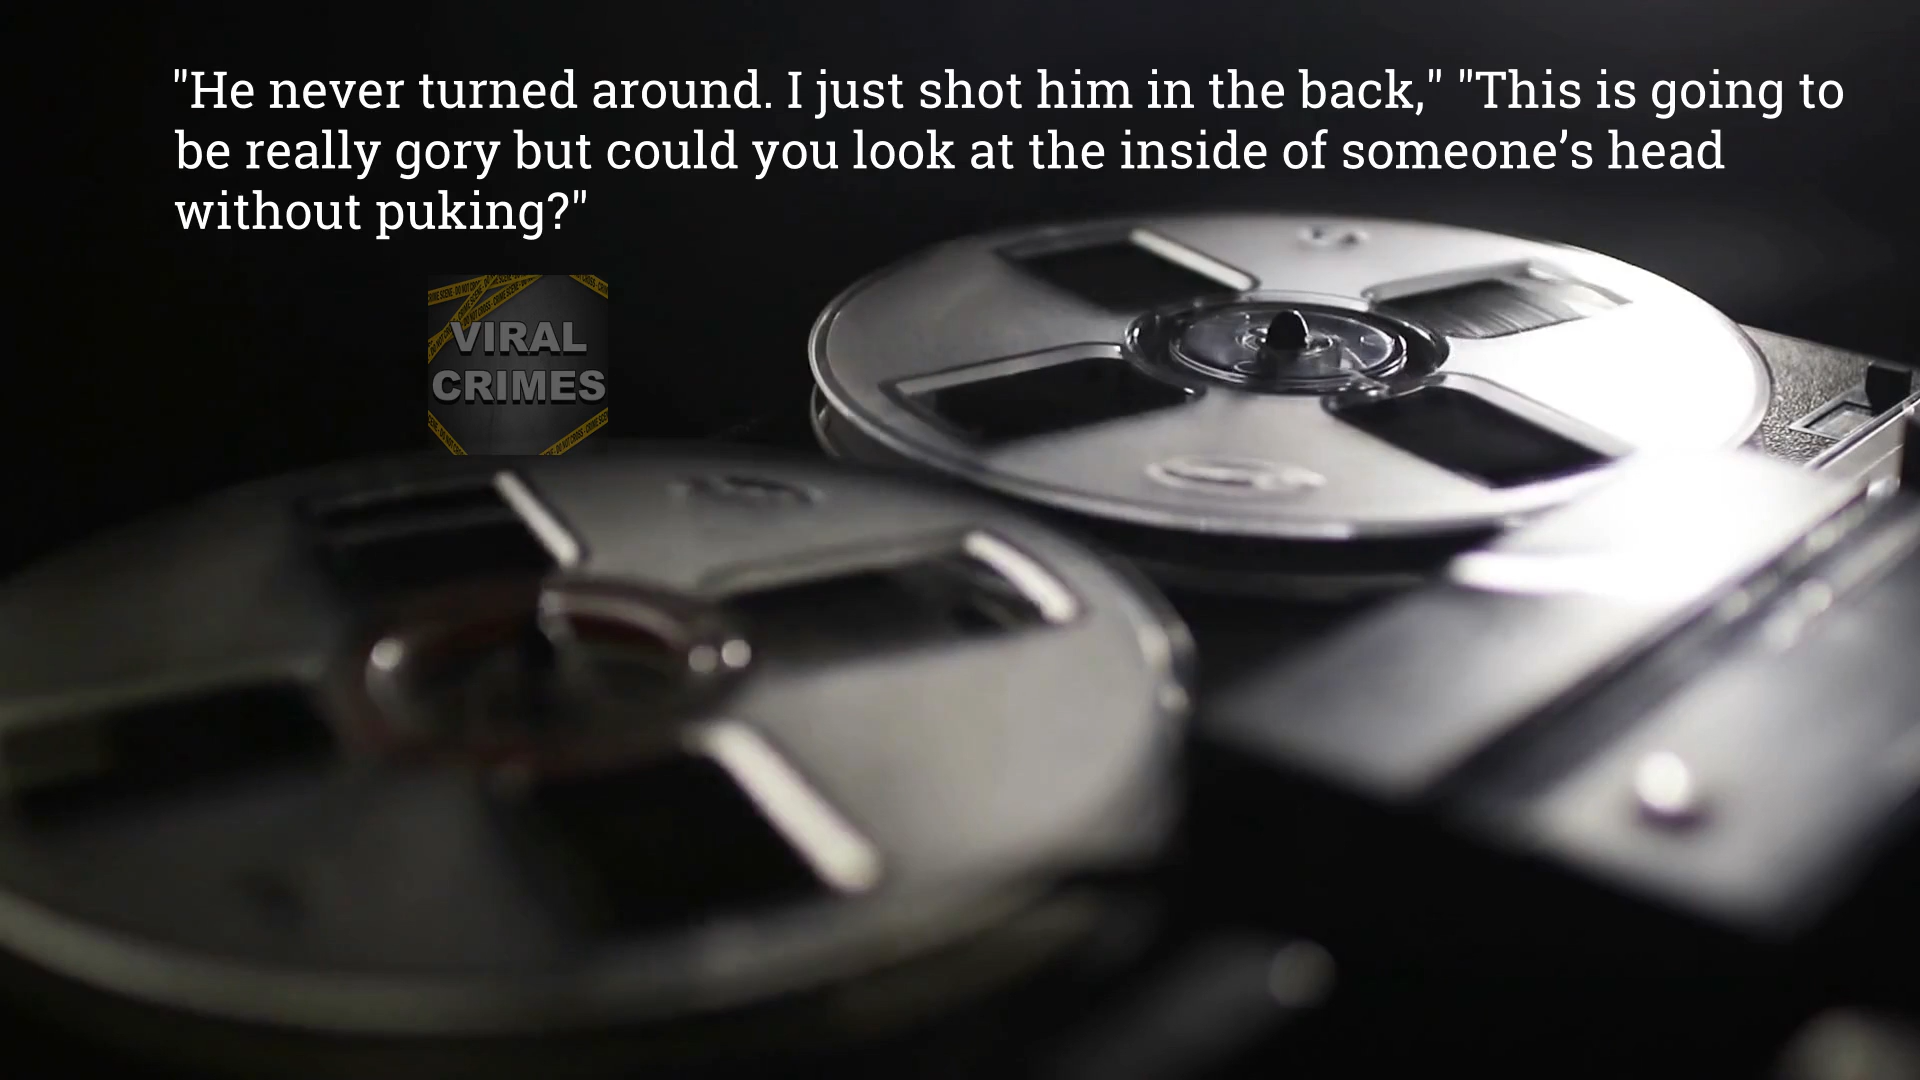 "He never turned around. I just shot him in the back," "This is going to
be really gory but could you look at the inside of someone’s head
without puking?"
VIRAL
CRIMES